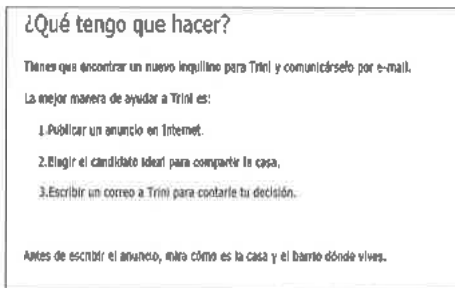 ¿Qué tengo que hacer?
Tienes que encontrar un nuevo inquilino para Trini y comunicárselo por e-mail.
La mejor manera de ayudar a Trini es:
1.Publicar un anuncio en Internet.
2.Elegir el candidato ideal para compartir la casa.
3.Escribir un correo a Trini para contarle tu decisión.
Antes de escribir el anuncio, mira cómo es la casa y el barrio dónde vives.